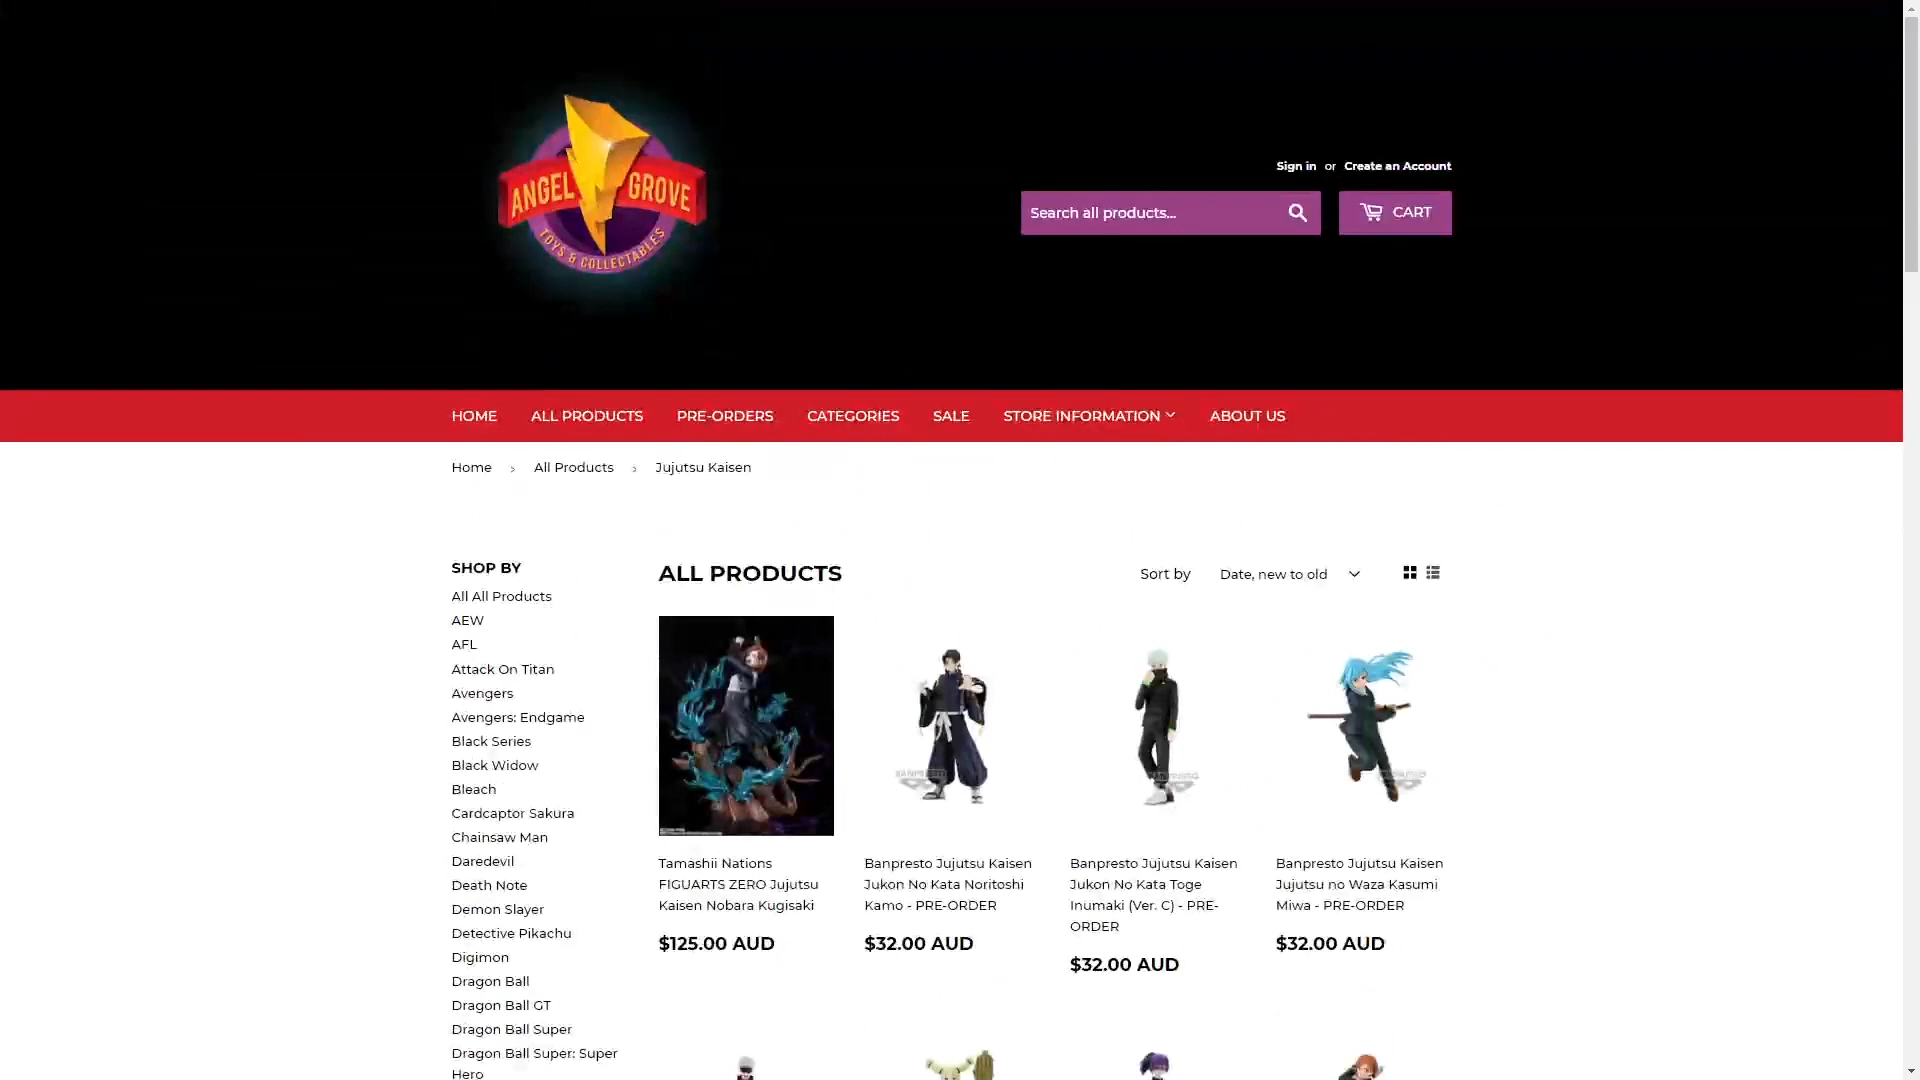 ANGEL GROVE
TOYS & COLLECTABLES
Sign in or Create an Account
Search all products...
CART
HOME
ALL PRODUCTS
PRE-ORDERS
CATEGORIES
SALE
STORE INFORMATION
ABOUT US
Home › All Products › Jujutsu Kaisen
SHOP BY
All All Products
AEW
AFL
Attack On Titan
Avengers
Avengers: Endgame
Black Series
Black Widow
Bleach
Cardcaptor Sakura
Chainsaw Man
Daredevil
Death Note
Demon Slayer
Detective Pikachu
Digimon
Dragon Ball
Dragon Ball GT
Dragon Ball Super
Dragon Ball Super: Super
Hero
ALL PRODUCTS
Sort by
Date, new to old
Tamashii Nations
FIGUARTS ZERO Jujutsu
Kaisen Nobara Kugisaki
$125.00 AUD
BANPRESTO
Banpresto Jujutsu Kaisen
Jukon No Kata Noritoshi
Kamo - PRE-ORDER
$32.00 AUD
BANPRESTO
Banpresto Jujutsu Kaisen
Jukon No Kata Toge
Inumaki (Ver. C) - PRE-
ORDER
$32.00 AUD
BANPRESTO
Banpresto Jujutsu Kaisen
Jujutsu no Waza Kasumi
Miwa - PRE-ORDER
$32.00 AUD